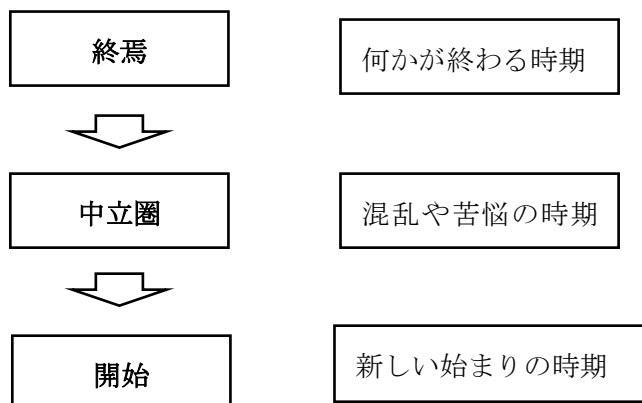 終焉
何かが終わる時期
中立圏
混乱や苦悩の時期
開始
新しい始まりの時期